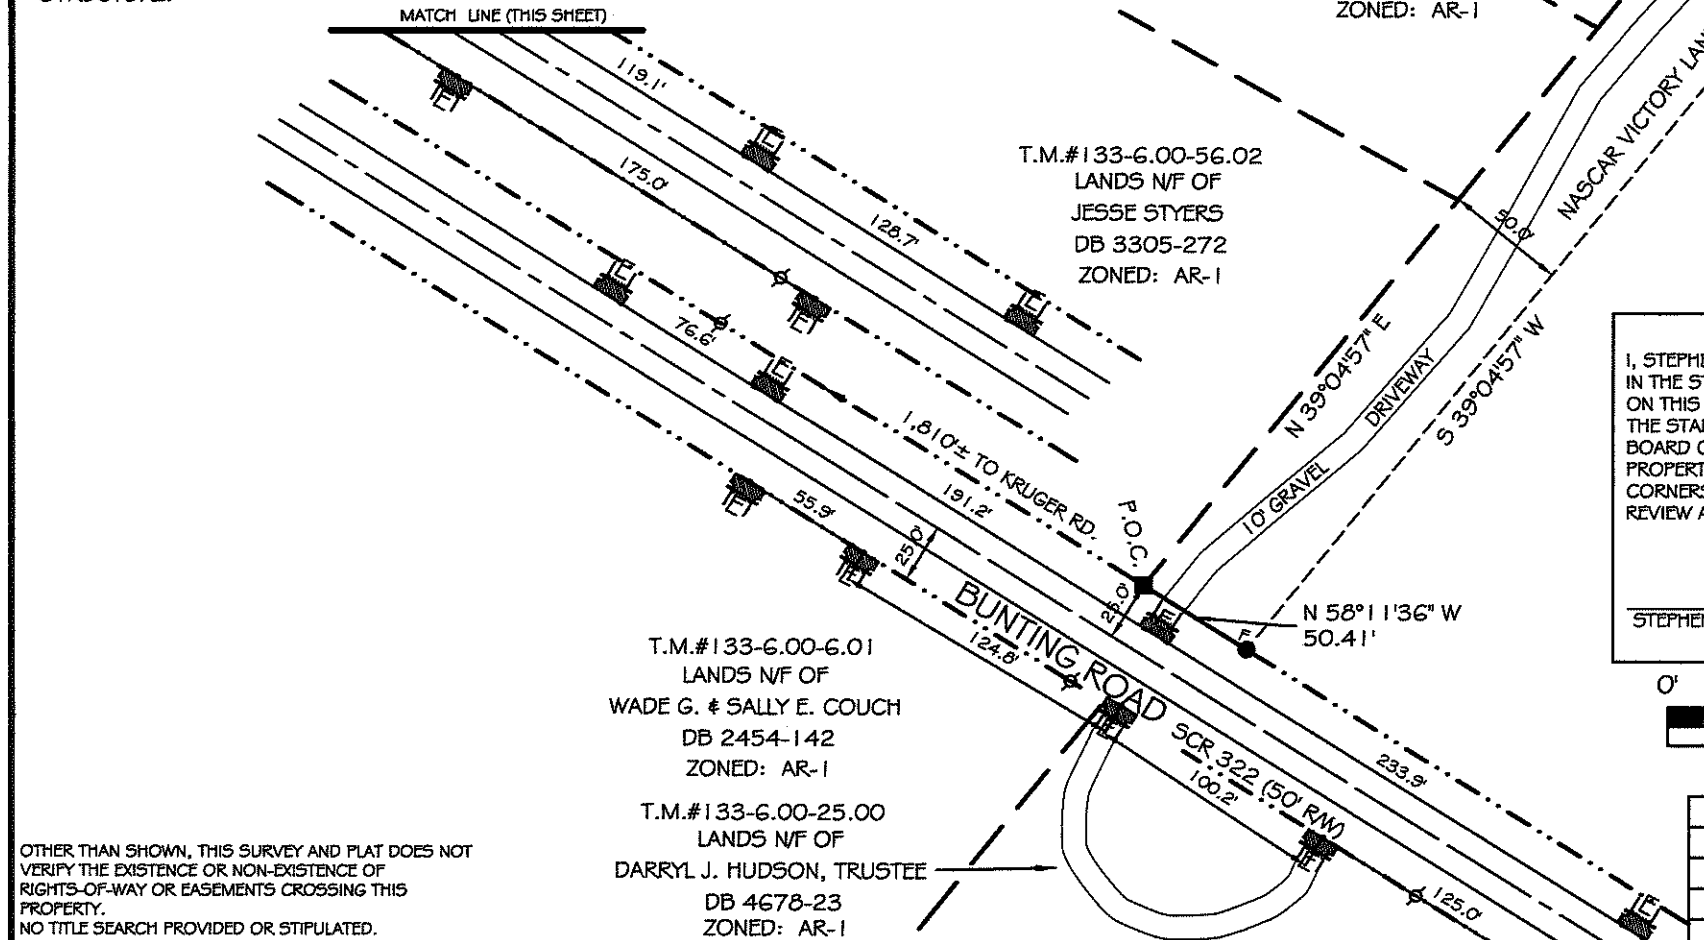 MATCH LINE (THIS SHEET)
ZONED: AR-1
119.1'
175.0'
128.7'
76.6'
T.M.#133-6.00-56.02
LANDS N/F OF
JESSE STYERS
DB 3305-272
ZONED: AR-1
50.0'
NASCAR VICTORY LAN
N 39°04'57" E
S 39°04'57" W
10' GRAVEL DRIVEWAY
1,810'± TO KRUGER RD.
191.2'
P.O.C.
55.9'
25.0'
25.0'
E
F
N 58°11'36" W
50.41'
BUNTING ROAD
SCR 322 (50' R/W)
124.8'
100.2'
233.9'
125.0'
T.M.#133-6.00-6.01
LANDS N/F OF
WADE G. & SALLY E. COUCH
DB 2454-142
ZONED: AR-1
T.M.#133-6.00-25.00
LANDS N/F OF
DARRYL J. HUDSON, TRUSTEE
DB 4678-23
ZONED: AR-1
OTHER THAN SHOWN, THIS SURVEY AND PLAT DOES NOT
VERIFY THE EXISTENCE OR NON-EXISTENCE OF
RIGHTS-OF-WAY OR EASEMENTS CROSSING THIS
PROPERTY.
NO TITLE SEARCH PROVIDED OR STIPULATED.
I, STEPHE
IN THE S
ON THIS
THE STA
BOARD
PROPERT
CORNERS
REVIEW A
STEPHE
0'